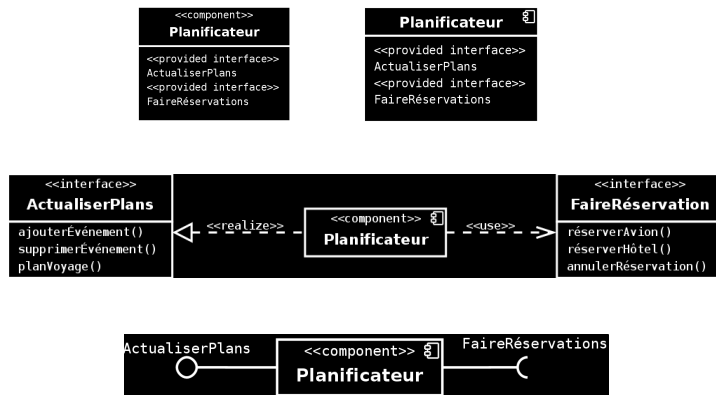 <<component>>
Planificateur
<<provided interface>>
ActualiserPlans
<<provided interface>>
FaireRéservations
Planificateur
<<provided interface>>
ActualiserPlans
<<provided interface>>
FaireRéservations
<<interface>>
ActualiserPlans
ajouterÉvénement()
supprimerÉvénement()
planVoyage()
<<realize>>
<<component>>
Planificateur
<<use>>
<<interface>>
FaireRéservation
réserverAvion()
réserverHôtel()
annulerRéservation()
ActualiserPlans
<<component>>
Planificateur
FaireRéservations